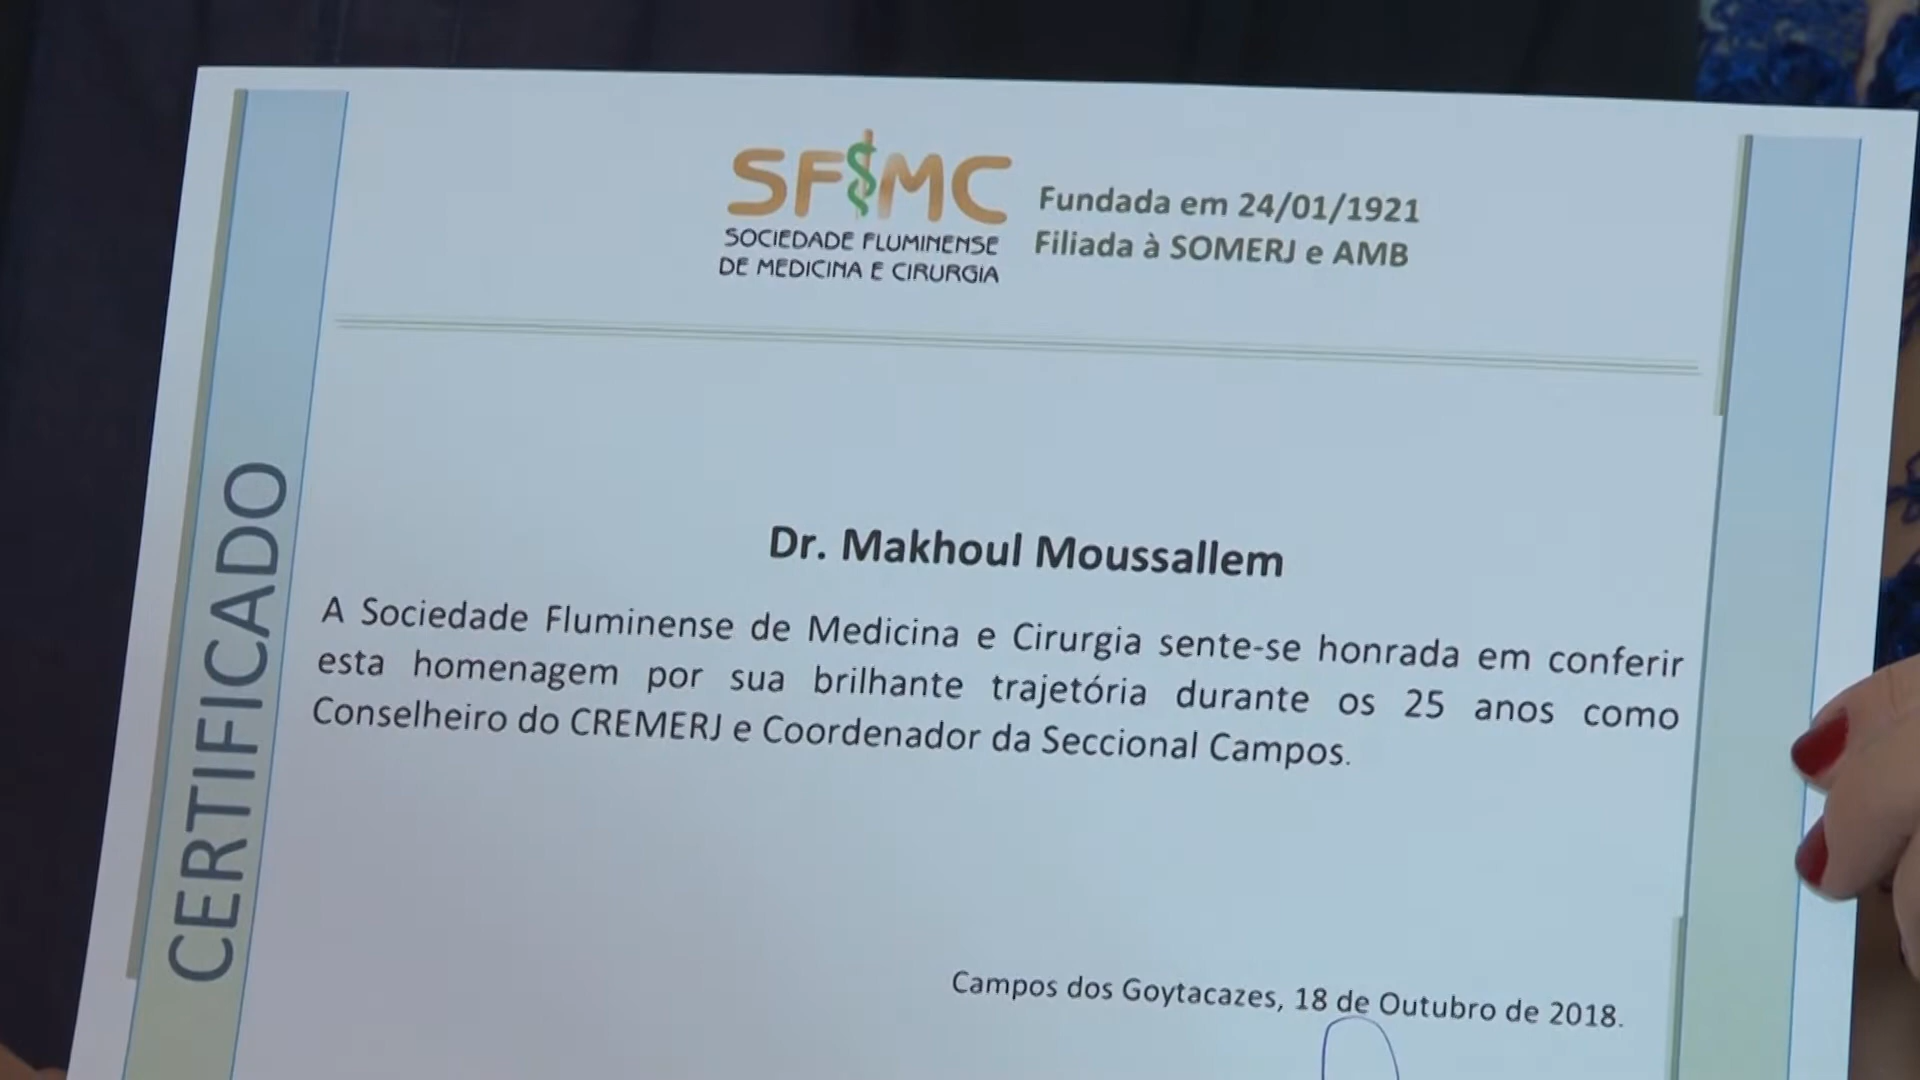 SFMC
SOCIEDADE FLUMINENSE
DE MEDICINA E CIRURGIA
Fundada em 24/01/1921
Filiada à SOMERJ e AMB
CERTIFICADO
Dr. Makhoul Moussallem
A Sociedade Fluminense de Medicina e Cirurgia sente-se honrada em conferir
esta homenagem por sua brilhante trajetória durante os 25 anos como
Conselheiro do CREMERJ e Coordenador da Seccional Campos.
Campos dos Goytacazes, 18 de Outubro de 2018.